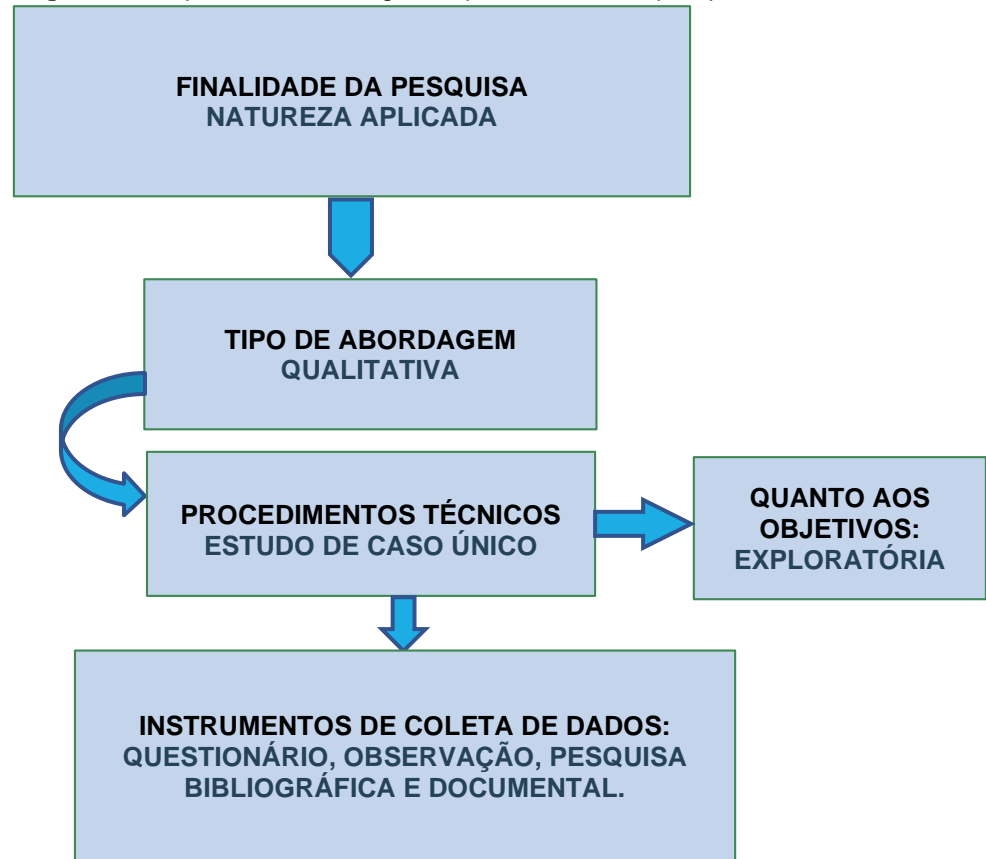 FINALIDADE DA PESQUISA
NATUREZA APLICADA
TIPO DE ABORDAGEM
QUALITATIVA
PROCEDIMENTOS TÉCNICOS
ESTUDO DE CASO ÚNICO
QUANTO AOS
OBJETIVOS:
EXPLORATÓRIA
INSTRUMENTOS DE COLETA DE DADOS:
QUESTIONÁRIO, OBSERVAÇÃO, PESQUISA
BIBLIOGRÁFICA E DOCUMENTAL.